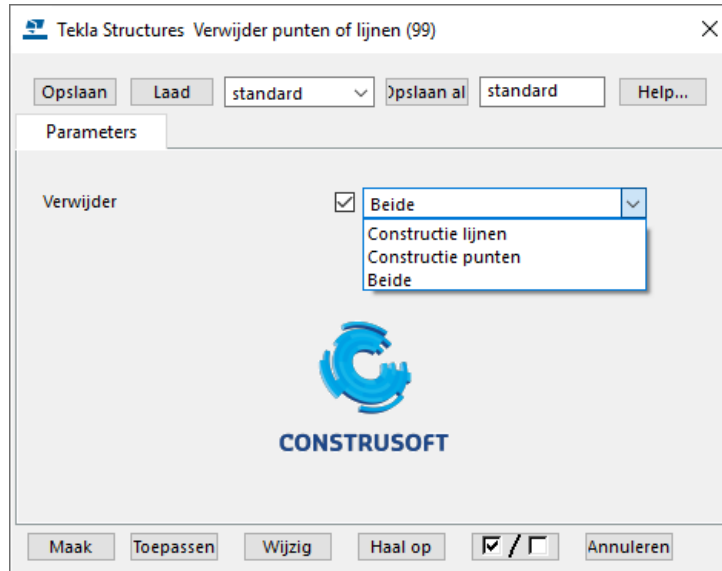 Tekla Structures Verwijder punten of lijnen (99)
Opslaan Laad standard Opslaan al standard Help...
Parameters
Verwijder Beide
Constructie lijnen
Constructie punten
Beide
CONSTRUSOFT
Maak Toepassen Wijzig Haal op / Annuleren